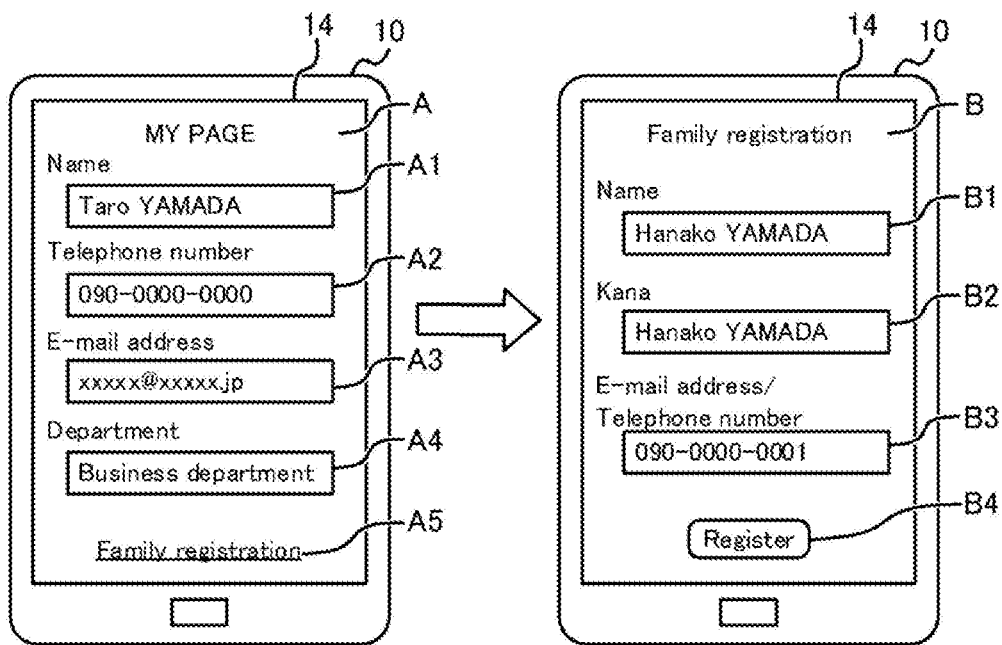 14
10
A
MY PAGE
Name
A1
Taro YAMADA
Telephone number
A2
090-0000-0000
E-mail address
A3
xxxxx@xxxxx.jp
Department
A4
Business department
A5
Family registration
14
10
B
Family registration
Name
B1
Hanako YAMADA
Kana
B2
Hanako YAMADA
E-mail address/
Telephone number
B3
090-0000-0001
B4
Register